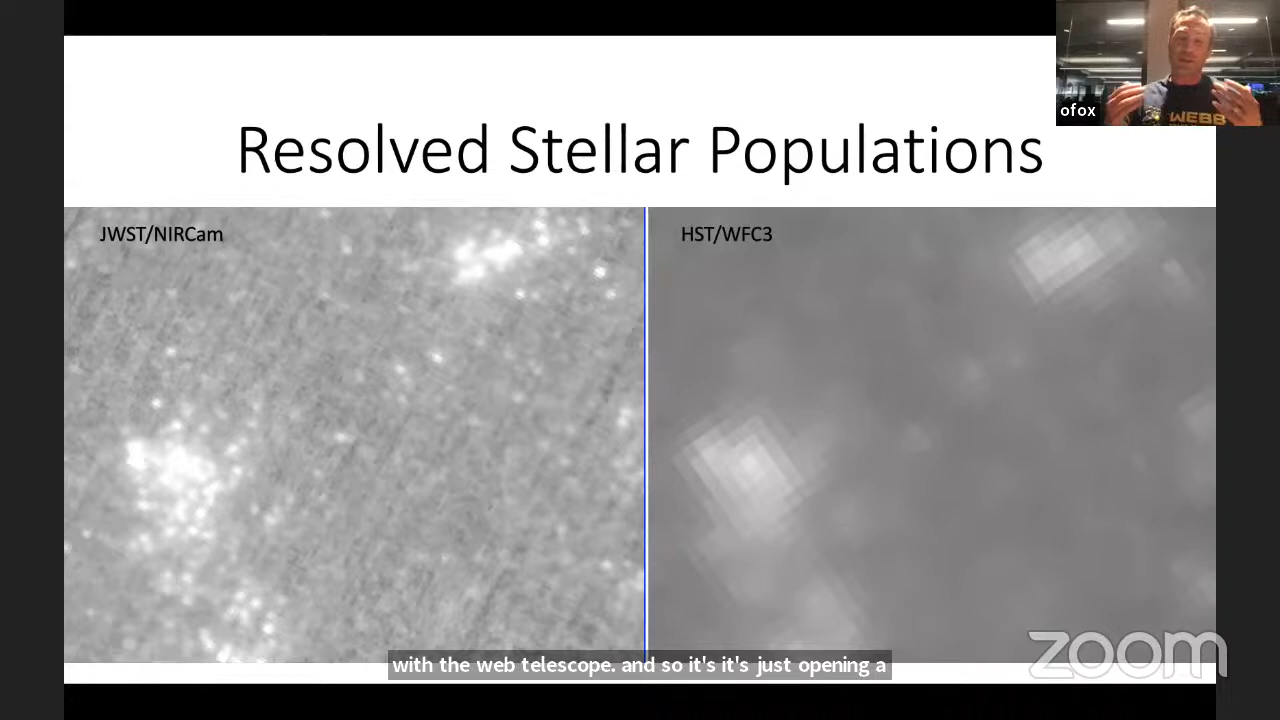 ofox
WEBB
Resolved Stellar Populations
JWST/NIRCam
HST/WFC3
zoom
with the web telescope. and so it's it's just opening a